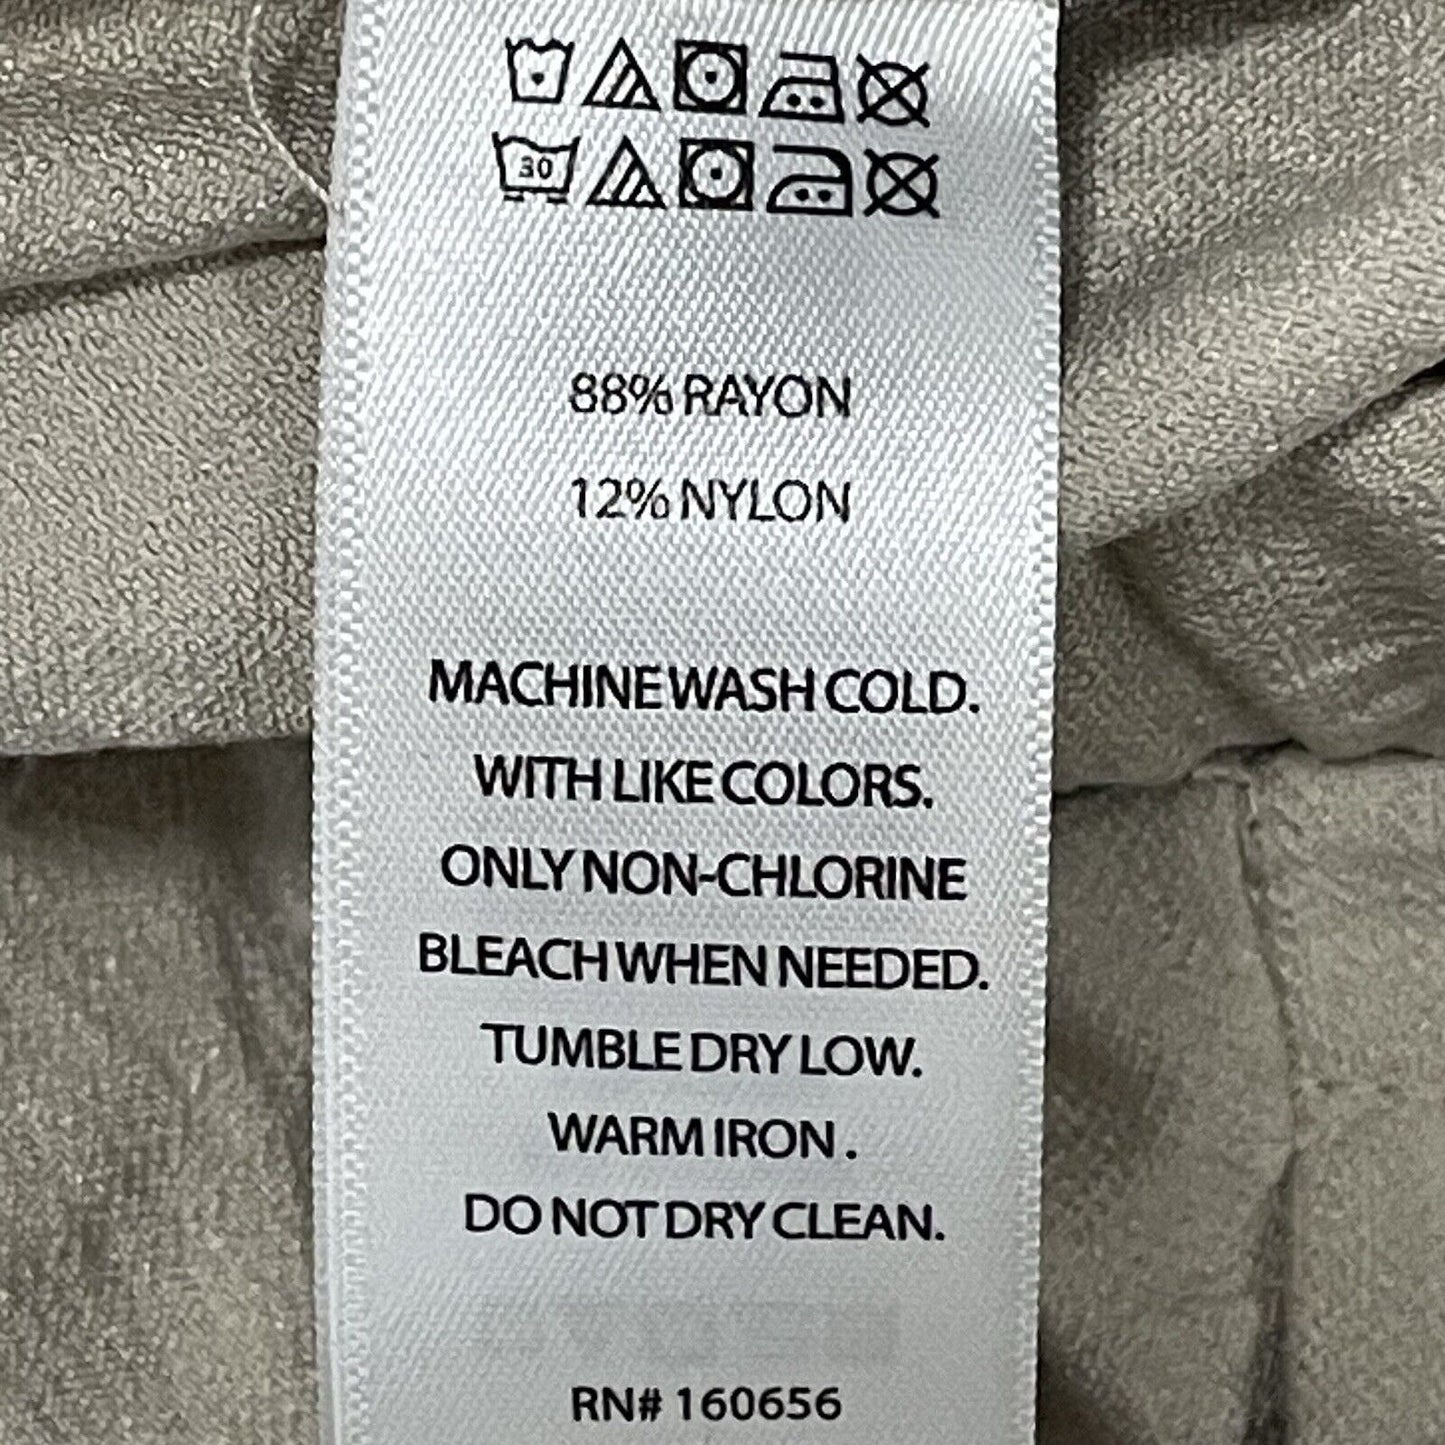 30
88% RAYON
12% NYLON
MACHINE WASH COLD.
WITH LIKE COLORS.
ONLY NON-CHLORINE
BLEACH WHEN NEEDED.
TUMBLE DRY LOW.
WARM IRON .
DO NOT DRY CLEAN.
RN# 160656